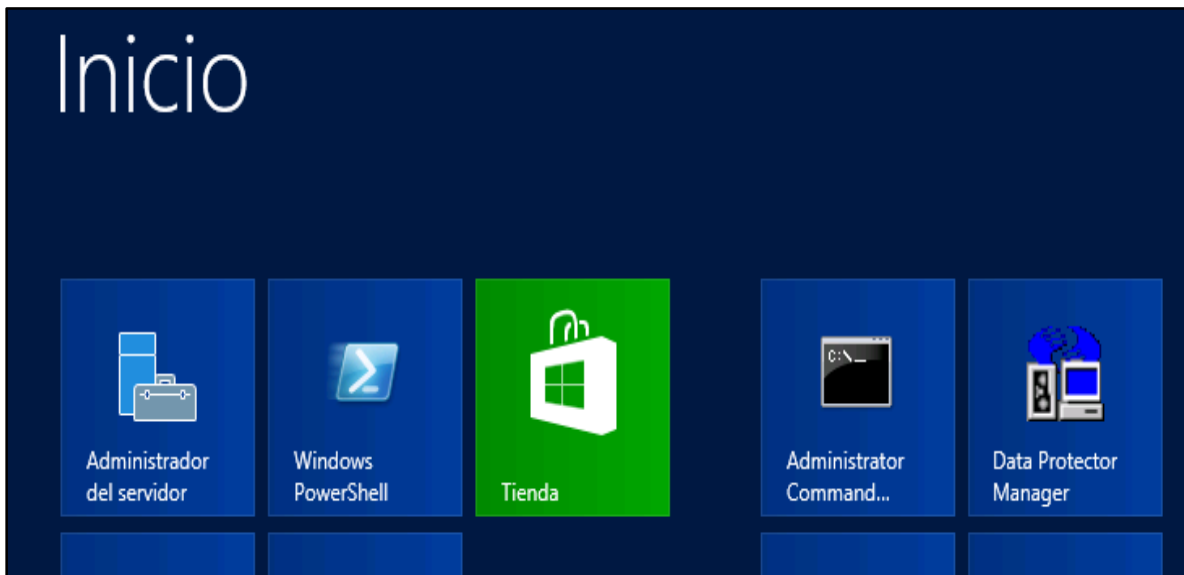 Inicio
Administrador
del servidor
Windows
PowerShell
Tienda
C:\_
Administrator
Command...
Data Protector
Manager